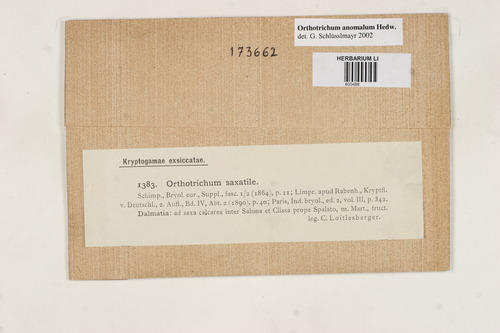 Orthotrichum anomalum Hedw.
det. G. Schlüsslmayr 2002
173662
HERBARIUM LI
Kryptogamae exsiccatae.
1383. Orthotrichum saxatile.
Schimp., Bryol. eur., Suppl., fasc. 1/2 (1864), p. 11; Limpr. apud Rabenh., Kryptfl.
v. Deutschl., 2. Aufl., Bd. IV, Abt. 2 (1890), p. 40; Paris, Ind. bryol., ed. 2, vol. III, p. 342.
Dalmatia: ad saxa calcarea inter Salona et Clissa prope Spalato, m. Mart., fruct.
leg. C. Loitlesberger.